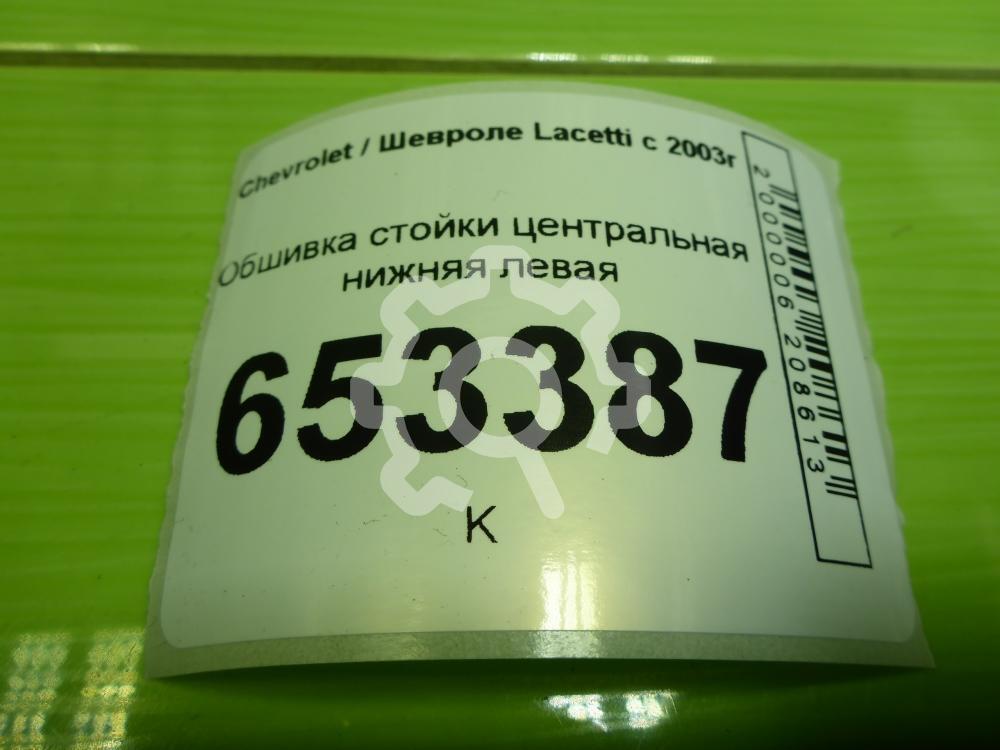 Chevrolet / Шевроле Lacetti с 2003г
Обшивка стойки центральная
нижняя левая
653387
К
2000006208613